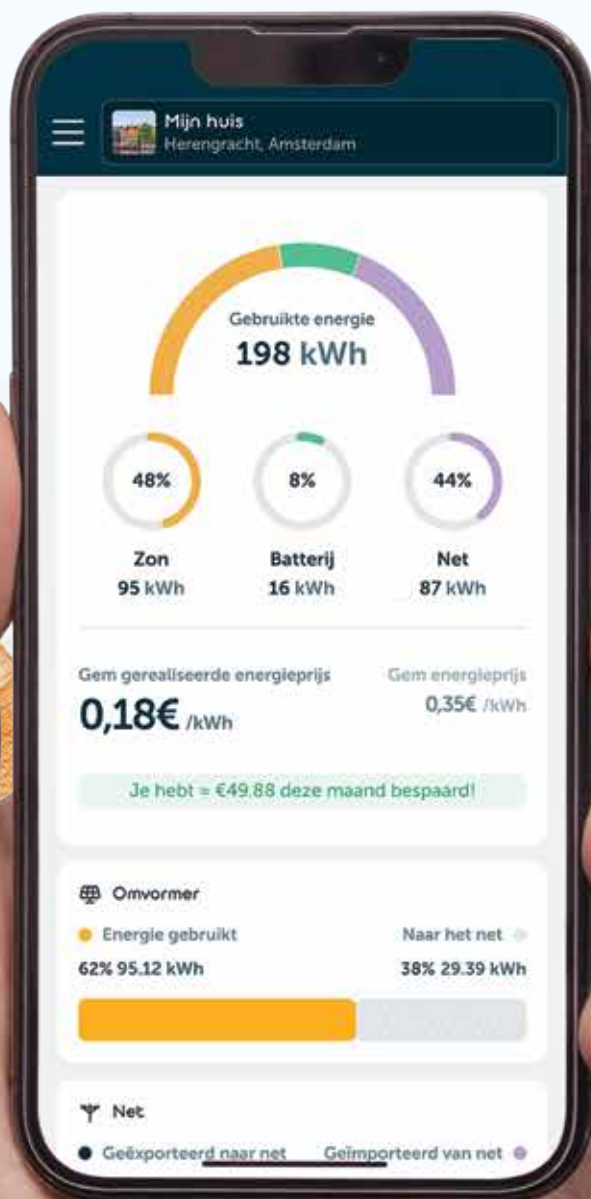 Mijn huis
Herengracht, Amsterdam
Gebruikte energie
198 kWh
48%
8%
44%
Zon
Batterij
Net
95 kWh
16 kWh
87 kWh
Gem gerealiseerde energieprijs
Gem energieprijs
0,18€ /kWh
0,35€ /kWh
Je hebt ≈ €49.88 deze maand bespaard!
Omvormer
Energie gebruikt
Naar het net
62% 95.12 kWh
38% 29.39 kWh
Net
Geëxporteerd naar net
Geïmporteerd van net